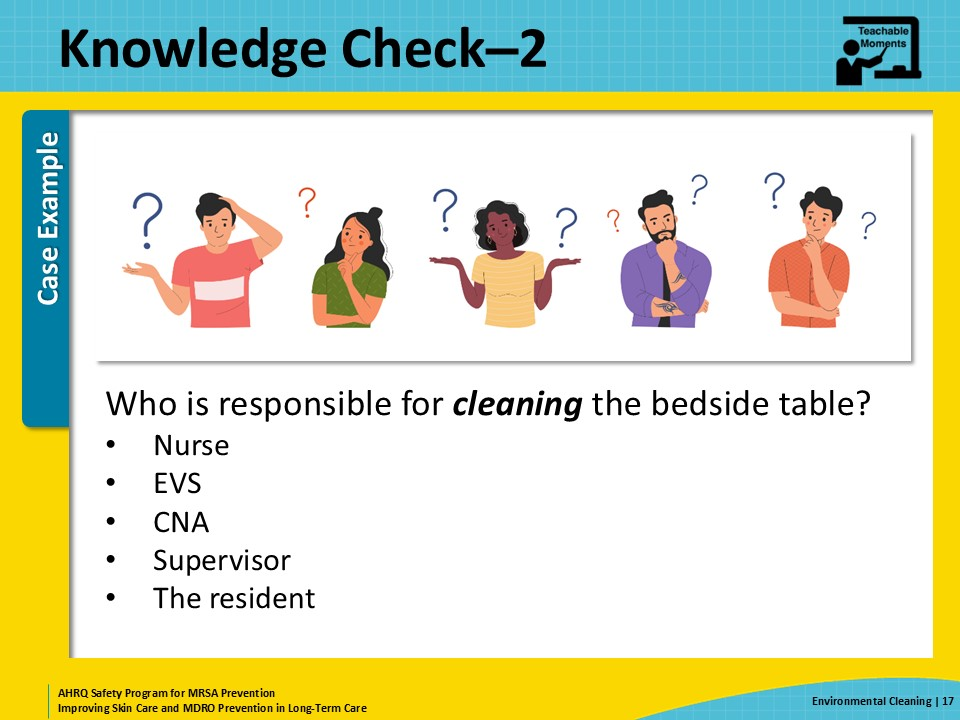 Knowledge Check–2
Teachable
Moments
Case Example
? ? ? ? ? ? ? ?
Who is responsible for cleaning the bedside table?
• Nurse
• EVS
• CNA
• Supervisor
• The resident
AHRQ Safety Program for MRSA Prevention
Improving Skin Care and MDRO Prevention in Long-Term Care
Environmental Cleaning | 17